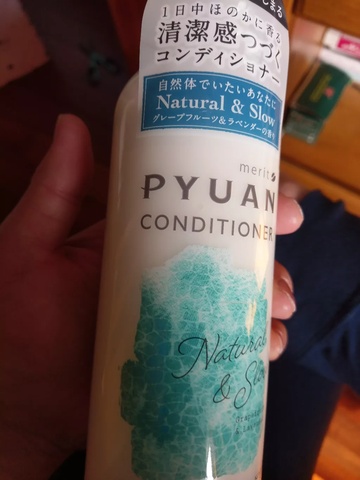 1日中ほのかに香る
清潔感つづく
コンディショナー
自然体でいたいあなたに
Natural & Slow
グレープフルーツ&ラベンダーの香り
merit
PYUAN
CONDITIONER
Natural
& Slow